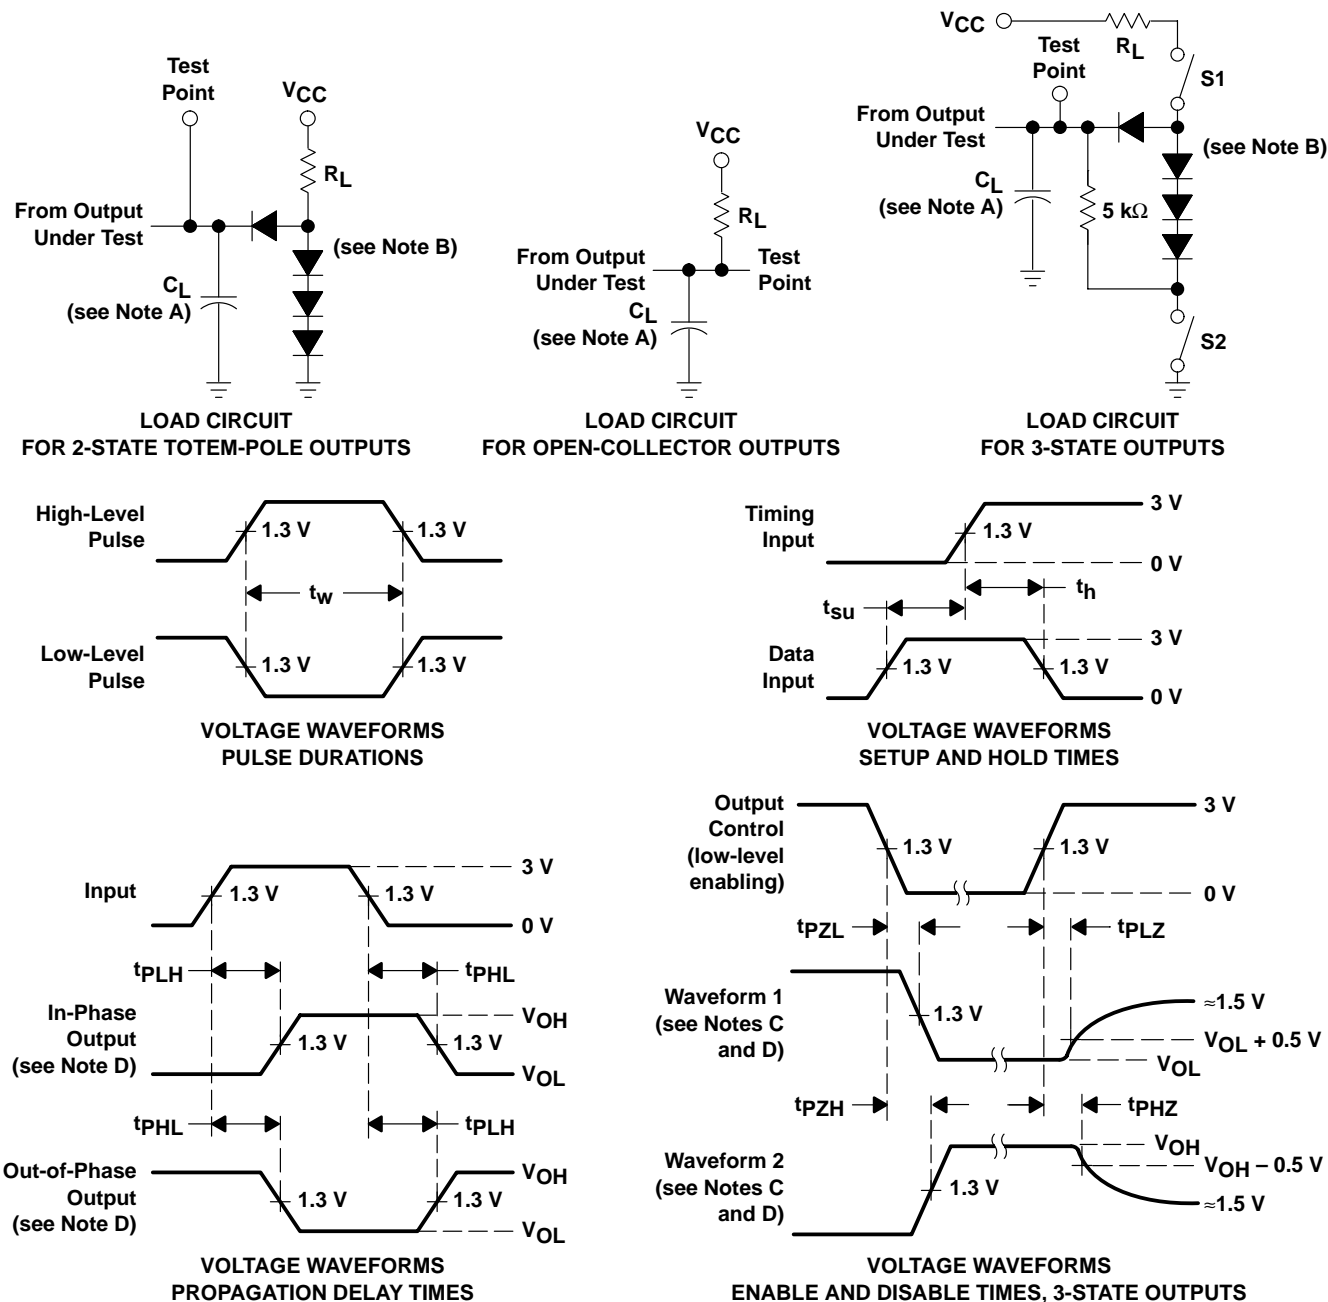 Test
Point
VCC
RL
From Output
Under Test
(see Note B)
CL
(see Note A)
LOAD CIRCUIT
FOR 2-STATE TOTEM-POLE OUTPUTS
VCC
RL
From Output
Under Test
Test
Point
CL
(see Note A)
LOAD CIRCUIT
FOR OPEN-COLLECTOR OUTPUTS
VCC
RL
Test
Point
S1
From Output
Under Test
(see Note B)
CL
(see Note A)
5 kΩ
S2
LOAD CIRCUIT
FOR 3-STATE OUTPUTS
High-Level
Pulse
1.3 V
1.3 V
tw
Low-Level
Pulse
1.3 V
1.3 V
VOLTAGE WAVEFORMS
PULSE DURATIONS
Timing
Input
1.3 V
3 V
0 V
tsu
th
Data
Input
1.3 V
1.3 V
3 V
0 V
VOLTAGE WAVEFORMS
SETUP AND HOLD TIMES
Input
1.3 V
1.3 V
3 V
0 V
tPLH
tPHL
In-Phase
Output
(see Note D)
1.3 V
1.3 V
VOH
VOL
tPHL
tPLH
Out-of-Phase
Output
(see Note D)
1.3 V
1.3 V
VOH
VOL
VOLTAGE WAVEFORMS
PROPAGATION DELAY TIMES
Output
Control
(low-level
enabling)
1.3 V
1.3 V
3 V
0 V
tPZL
tPLZ
Waveform 1
(see Notes C
and D)
1.3 V
≈1.5 V
VOL + 0.5 V
VOL
tPZH
tPHZ
Waveform 2
(see Notes C
and D)
1.3 V
VOH
VOH – 0.5 V
≈1.5 V
VOLTAGE WAVEFORMS
ENABLE AND DISABLE TIMES, 3-STATE OUTPUTS